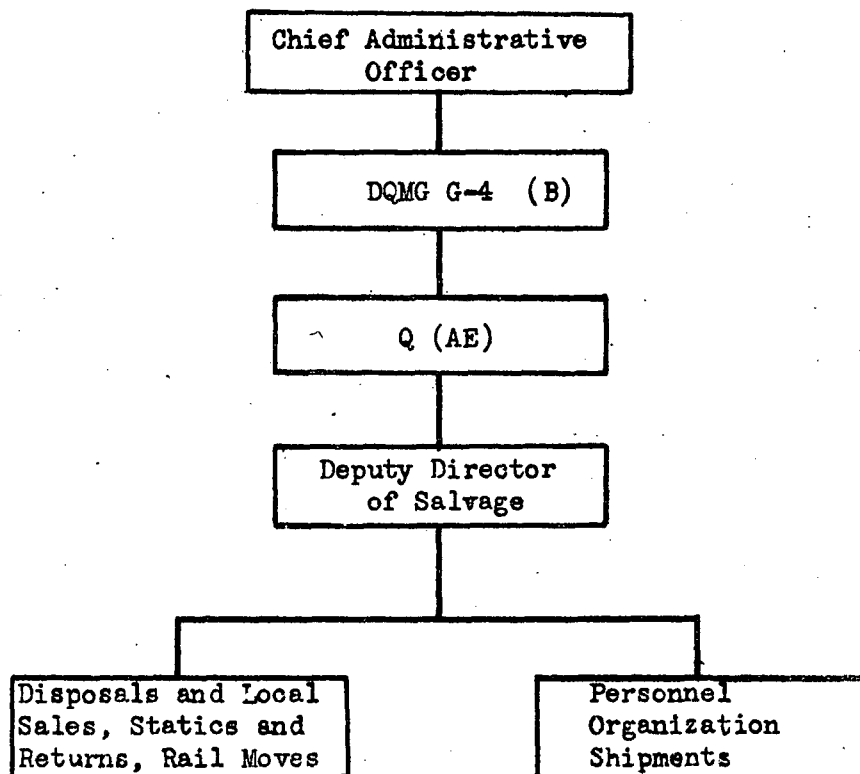 Chief Administrative
Officer
DQMG G-4 (B)
Q (AE)
Deputy Director
of Salvage
Disposals and Local
Sales, Statics and
Returns, Rail Moves
Personnel
Organization
Shipments